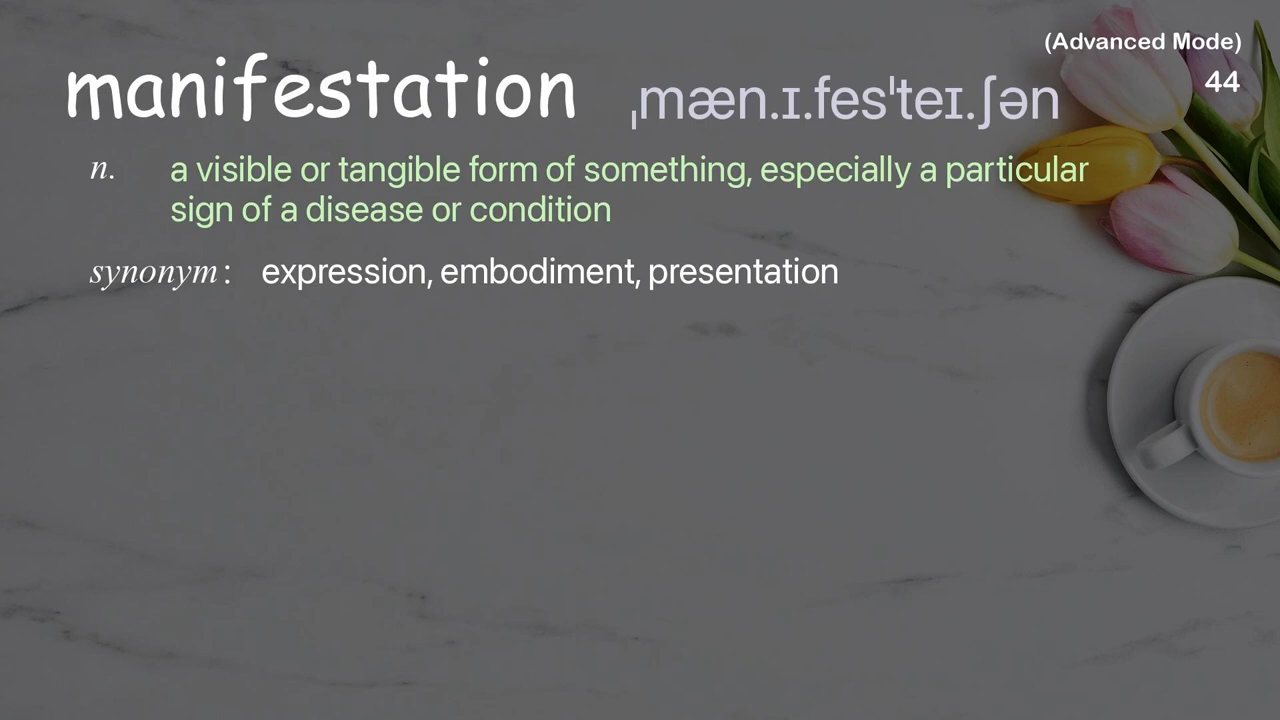 (Advanced Mode)
44
manifestation ˌmæn.ɪ.fesˈteɪ.ʃən
n. a visible or tangible form of something, especially a particular
sign of a disease or condition
synonym : expression, embodiment, presentation